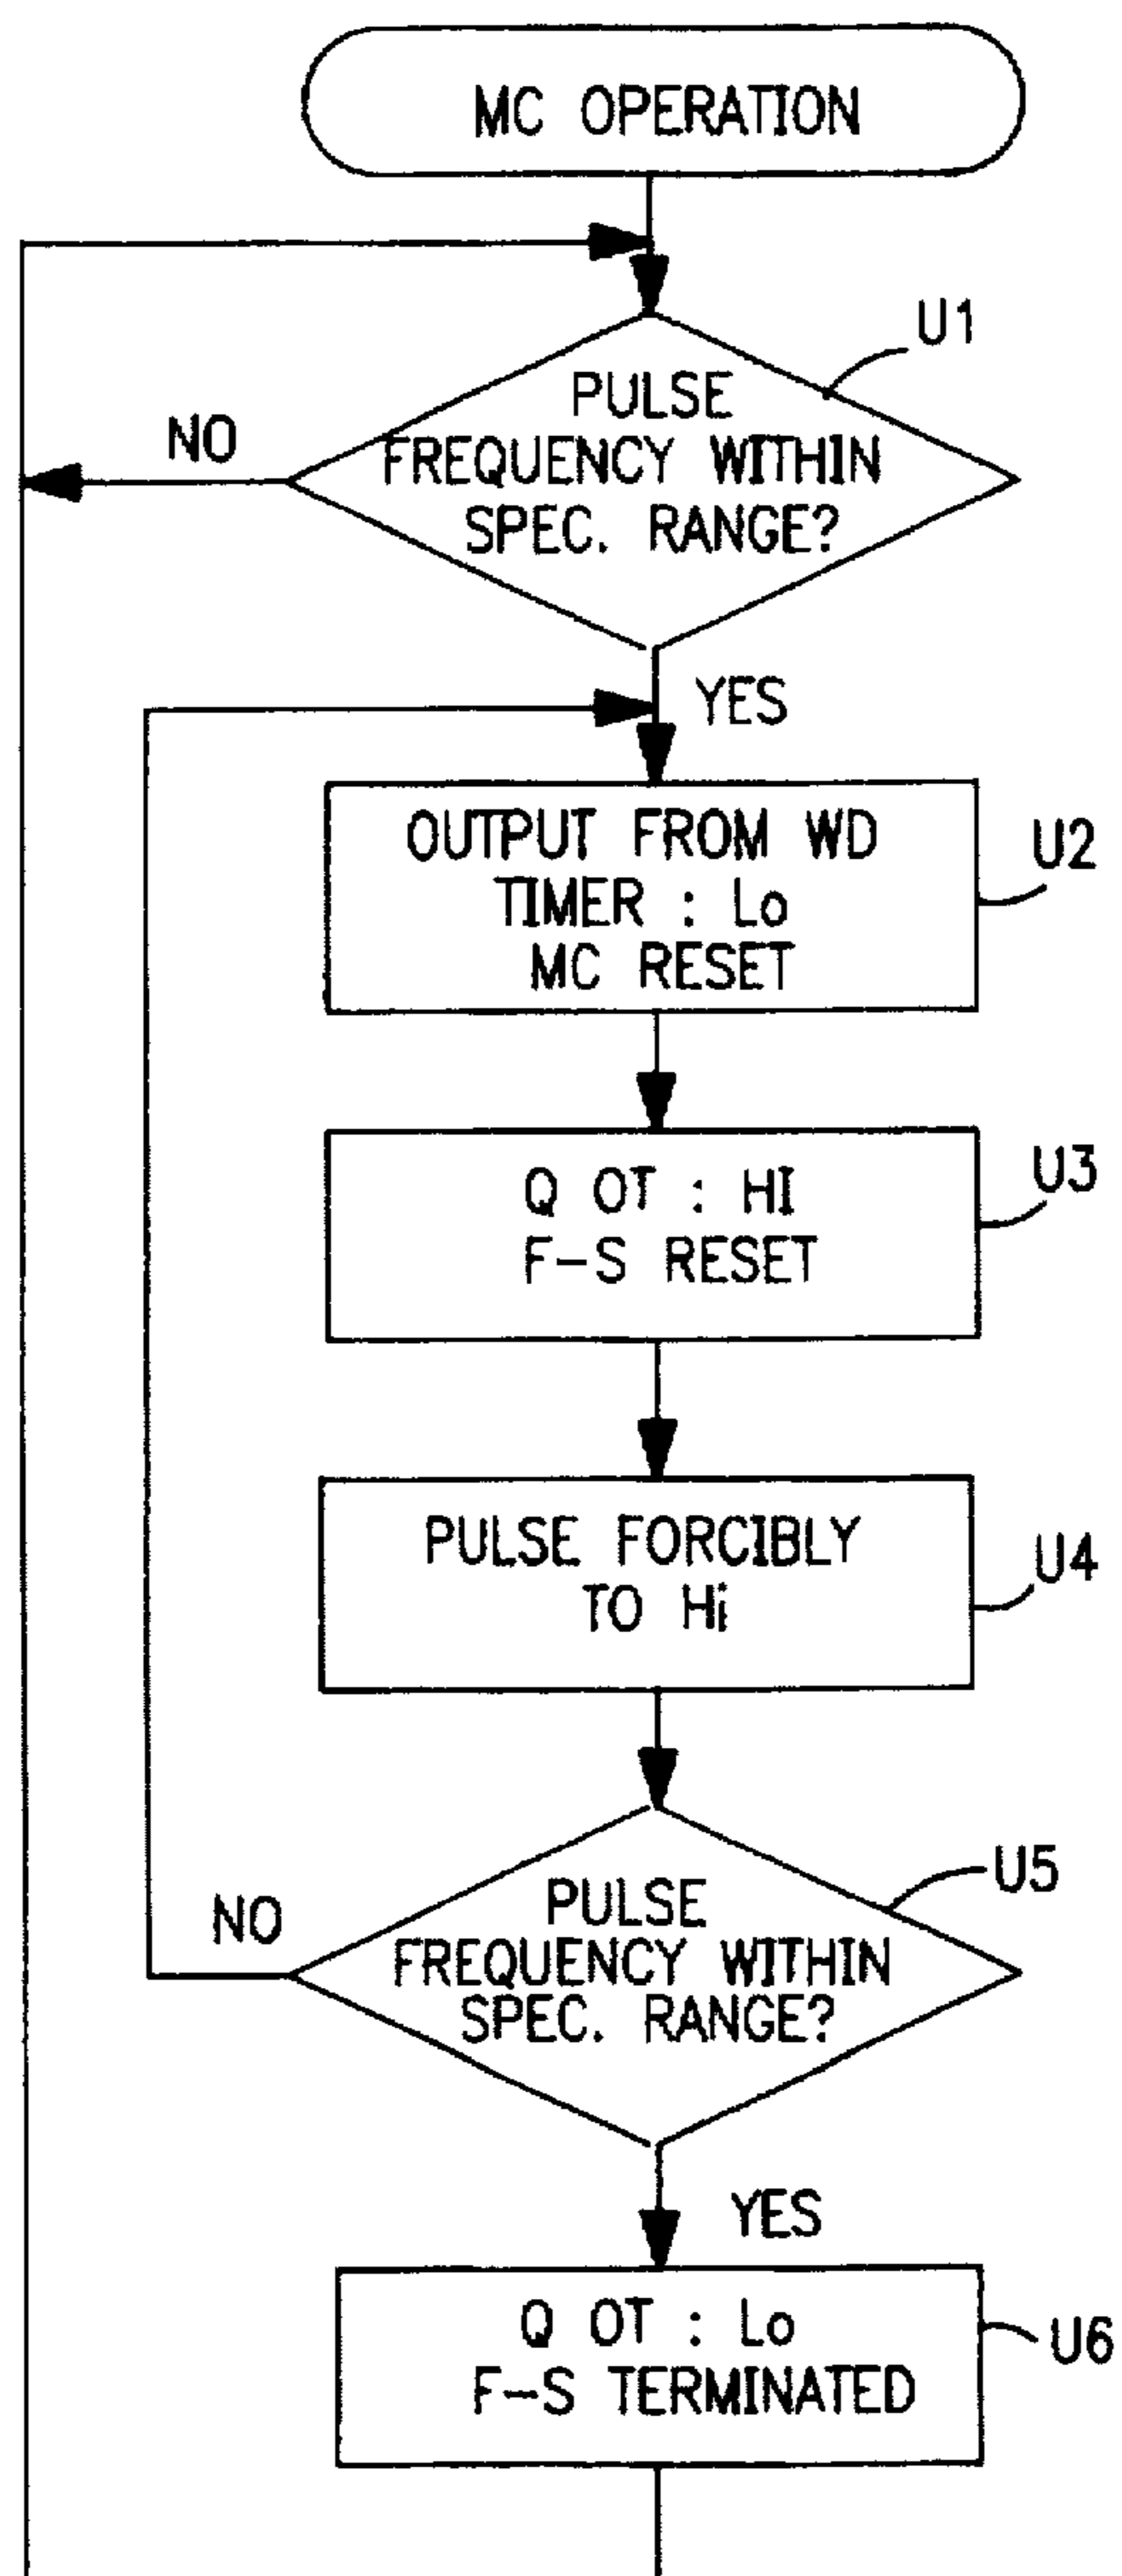 MC OPERATION
U1
PULSE
FREQUENCY WITHIN
SPEC. RANGE?
NO
YES
OUTPUT FROM WD
TIMER : Lo
MC RESET
U2
Q OT : HI
F-S RESET
U3
PULSE FORCIBLY
TO Hi
U4
PULSE
FREQUENCY WITHIN
SPEC. RANGE?
U5
NO
YES
Q OT : Lo
F-S TERMINATED
U6